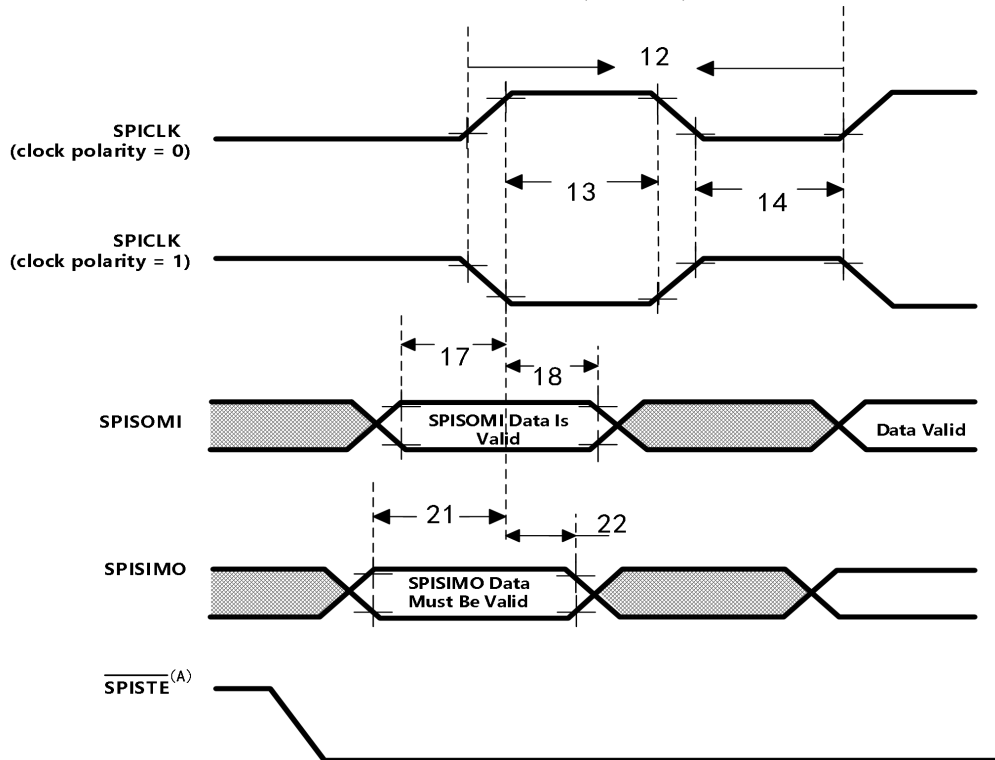 12
SPICLK
(clock polarity = 0)
13
14
SPICLK
(clock polarity = 1)
17
18
SPISOMI
SPISOMI Data Is
Valid
Data Valid
21
22
SPISIMO
SPISIMO Data
Must Be Valid
SPISTE(A)